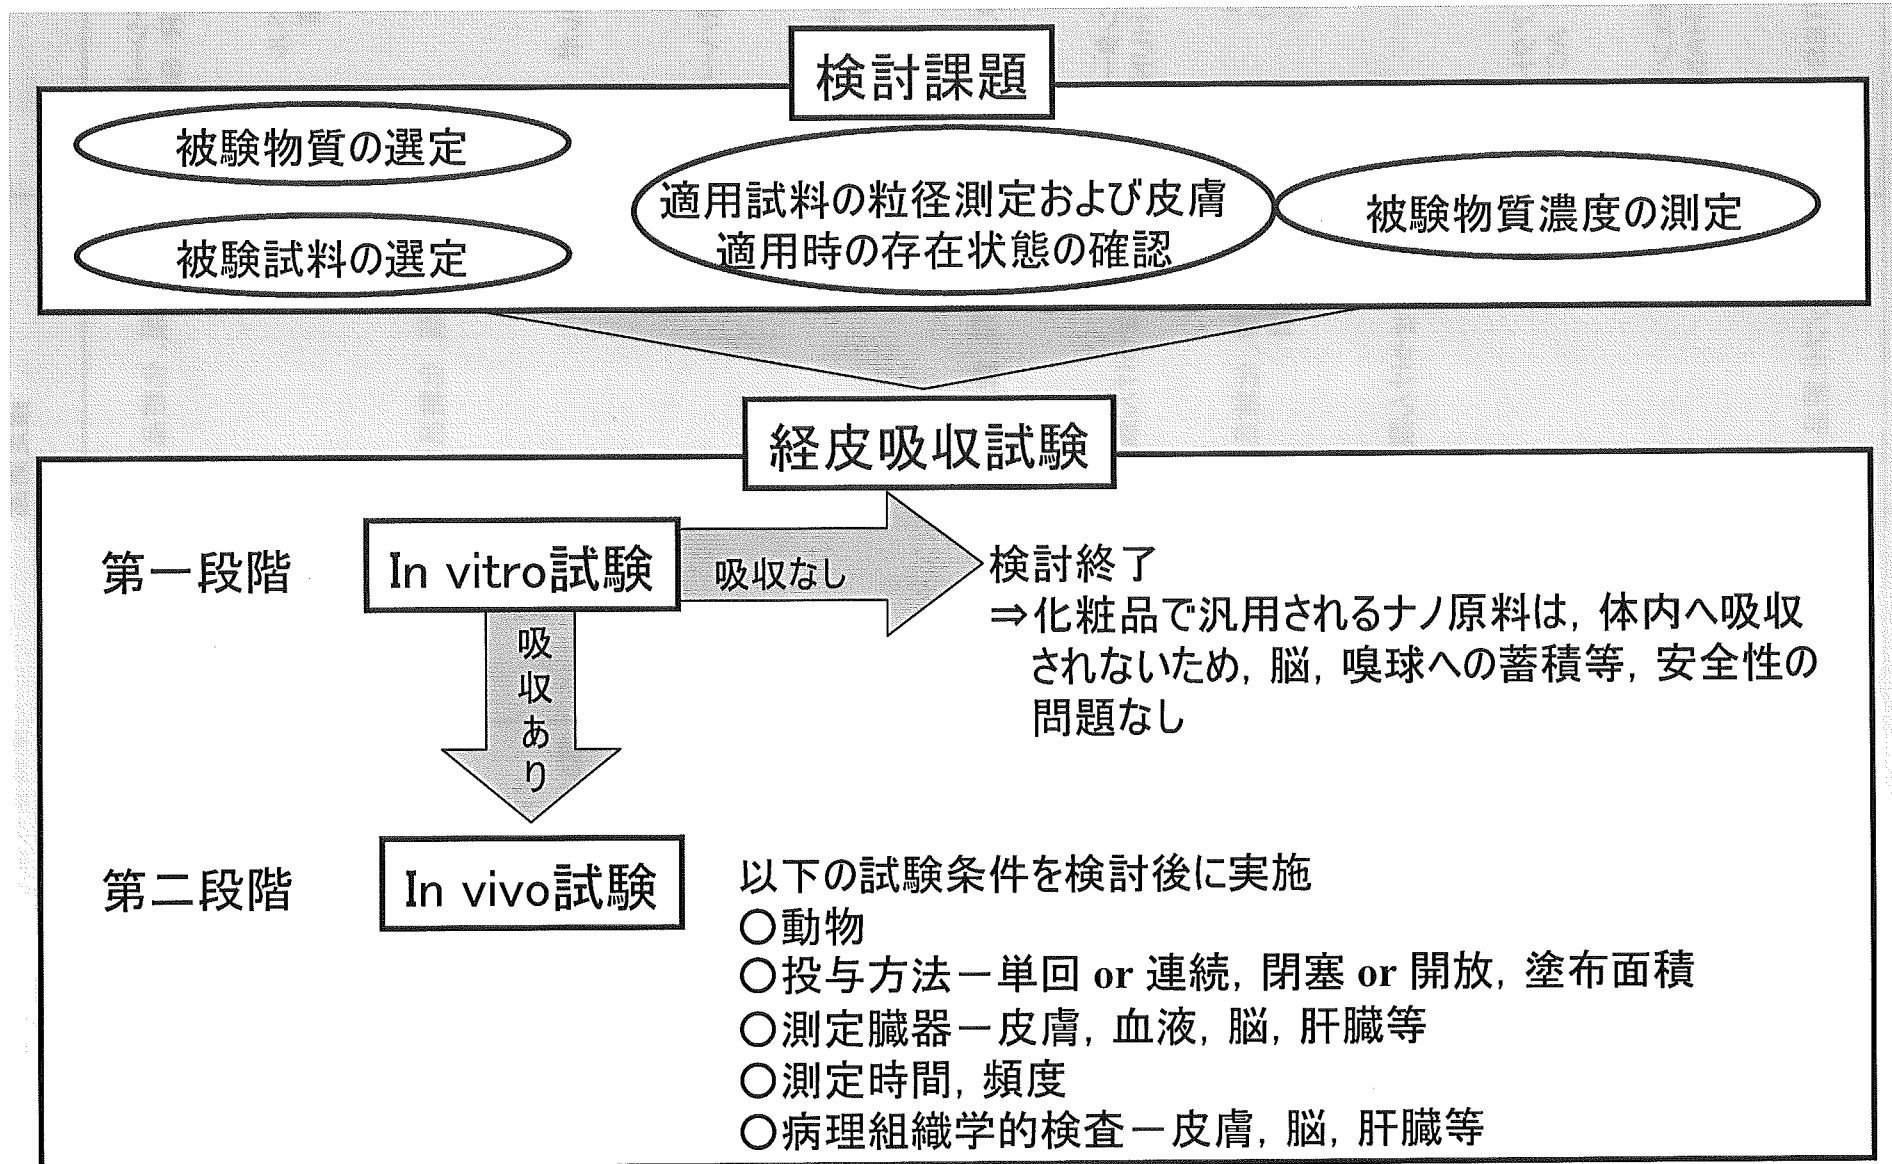 検討課題
被験物質の選定
被験試料の選定
適用試料の粒径測定および皮膚
適用時の存在状態の確認
被験物質濃度の測定
経皮吸収試験
第一段階
In vitro試験
吸収なし
検討終了
⇒化粧品で汎用されるナノ原料は, 体内へ吸収
されないため, 脳, 嗅球への蓄積等, 安全性の
問題なし
吸収あり
第二段階
In vivo試験
以下の試験条件を検討後に実施
○動物
○投与方法－単回 or 連続, 閉塞 or 開放, 塗布面積
○測定臓器－皮膚, 血液, 脳, 肝臓等
○測定時間, 頻度
○病理組織学的検査－皮膚, 脳, 肝臓等